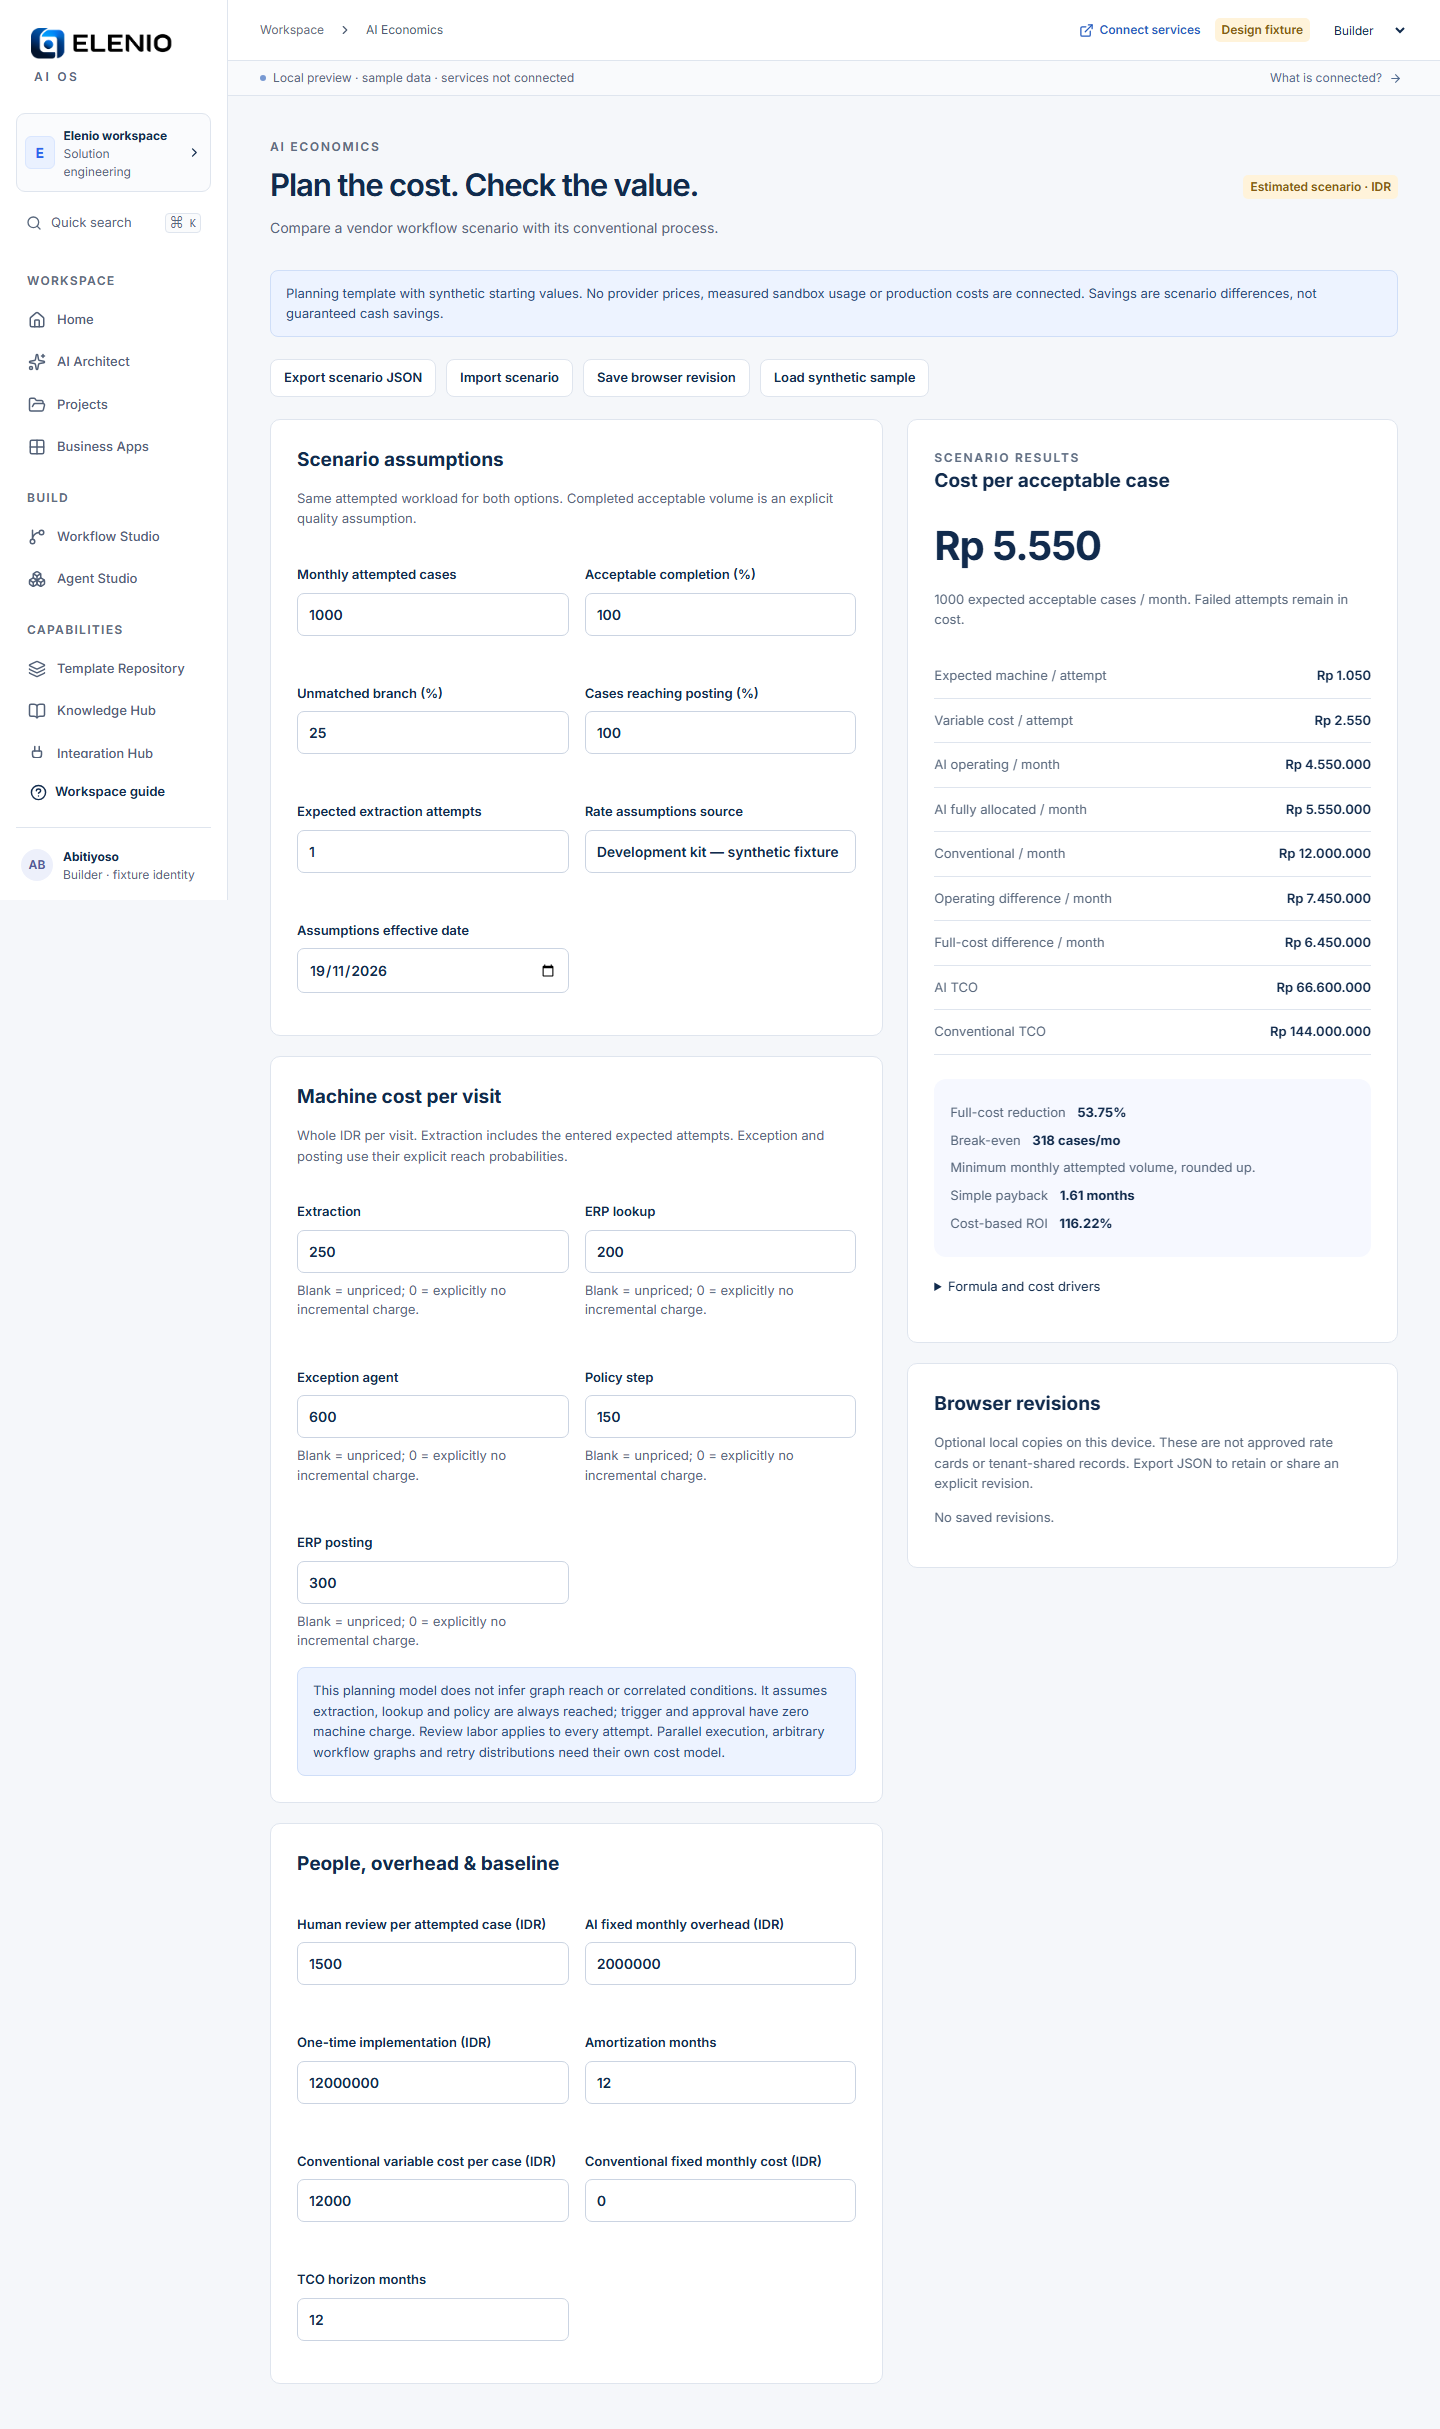 ELENIO
AI OS
E
Elenio workspace
Solution
engineering
Quick search
⌘ K
WORKSPACE
Home
AI Architect
Projects
Business Apps
BUILD
Workflow Studio
Agent Studio
CAPABILITIES
Template Repository
Knowledge Hub
Integration Hub
Workspace guide
AB
Abitiyoso
Builder · fixture identity
Workspace
AI Economics
Connect services
Design fixture
Builder
Local preview · sample data · services not connected
What is connected? →
AI ECONOMICS
Plan the cost. Check the value.
Estimated scenario · IDR
Compare a vendor workflow scenario with its conventional process.
Planning template with synthetic starting values. No provider prices, measured sandbox usage or production costs are connected. Savings are scenario differences, not
guaranteed cash savings.
Export scenario JSON
Import scenario
Save browser revision
Load synthetic sample
Scenario assumptions
Same attempted workload for both options. Completed acceptable volume is an explicit
quality assumption.
Monthly attempted cases
1000
Acceptable completion (%)
100
Unmatched branch (%)
25
Cases reaching posting (%)
100
Expected extraction attempts
1
Rate assumptions source
Development kit — synthetic fixture
Assumptions effective date
19/11/2026
Machine cost per visit
Whole IDR per visit. Extraction includes the entered expected attempts. Exception and
posting use their explicit reach probabilities.
Extraction
250
Blank = unpriced; 0 = explicitly no
incremental charge.
ERP lookup
200
Blank = unpriced; 0 = explicitly no
incremental charge.
Exception agent
600
Blank = unpriced; 0 = explicitly no
incremental charge.
Policy step
150
Blank = unpriced; 0 = explicitly no
incremental charge.
ERP posting
300
Blank = unpriced; 0 = explicitly no
incremental charge.
This planning model does not infer graph reach or correlated conditions. It assumes
extraction, lookup and policy are always reached; trigger and approval have zero
machine charge. Review labor applies to every attempt. Parallel execution, arbitrary
workflow graphs and retry distributions need their own cost model.
People, overhead & baseline
Human review per attempted case (IDR)
1500
AI fixed monthly overhead (IDR)
2000000
One-time implementation (IDR)
12000000
Amortization months
12
Conventional variable cost per case (IDR)
12000
Conventional fixed monthly cost (IDR)
0
TCO horizon months
12
SCENARIO RESULTS
Cost per acceptable case
Rp 5.550
1000 expected acceptable cases / month. Failed attempts remain in
cost.
Expected machine / attempt Rp 1.050
Variable cost / attempt Rp 2.550
AI operating / month Rp 4.550.000
AI fully allocated / month Rp 5.550.000
Conventional / month Rp 12.000.000
Operating difference / month Rp 7.450.000
Full-cost difference / month Rp 6.450.000
AI TCO Rp 66.600.000
Conventional TCO Rp 144.000.000
Full-cost reduction 53.75%
Break-even 318 cases/mo
Minimum monthly attempted volume, rounded up.
Simple payback 1.61 months
Cost-based ROI 116.22%
Formula and cost drivers
Browser revisions
Optional local copies on this device. These are not approved rate
cards or tenant-shared records. Export JSON to retain or share an
explicit revision.
No saved revisions.